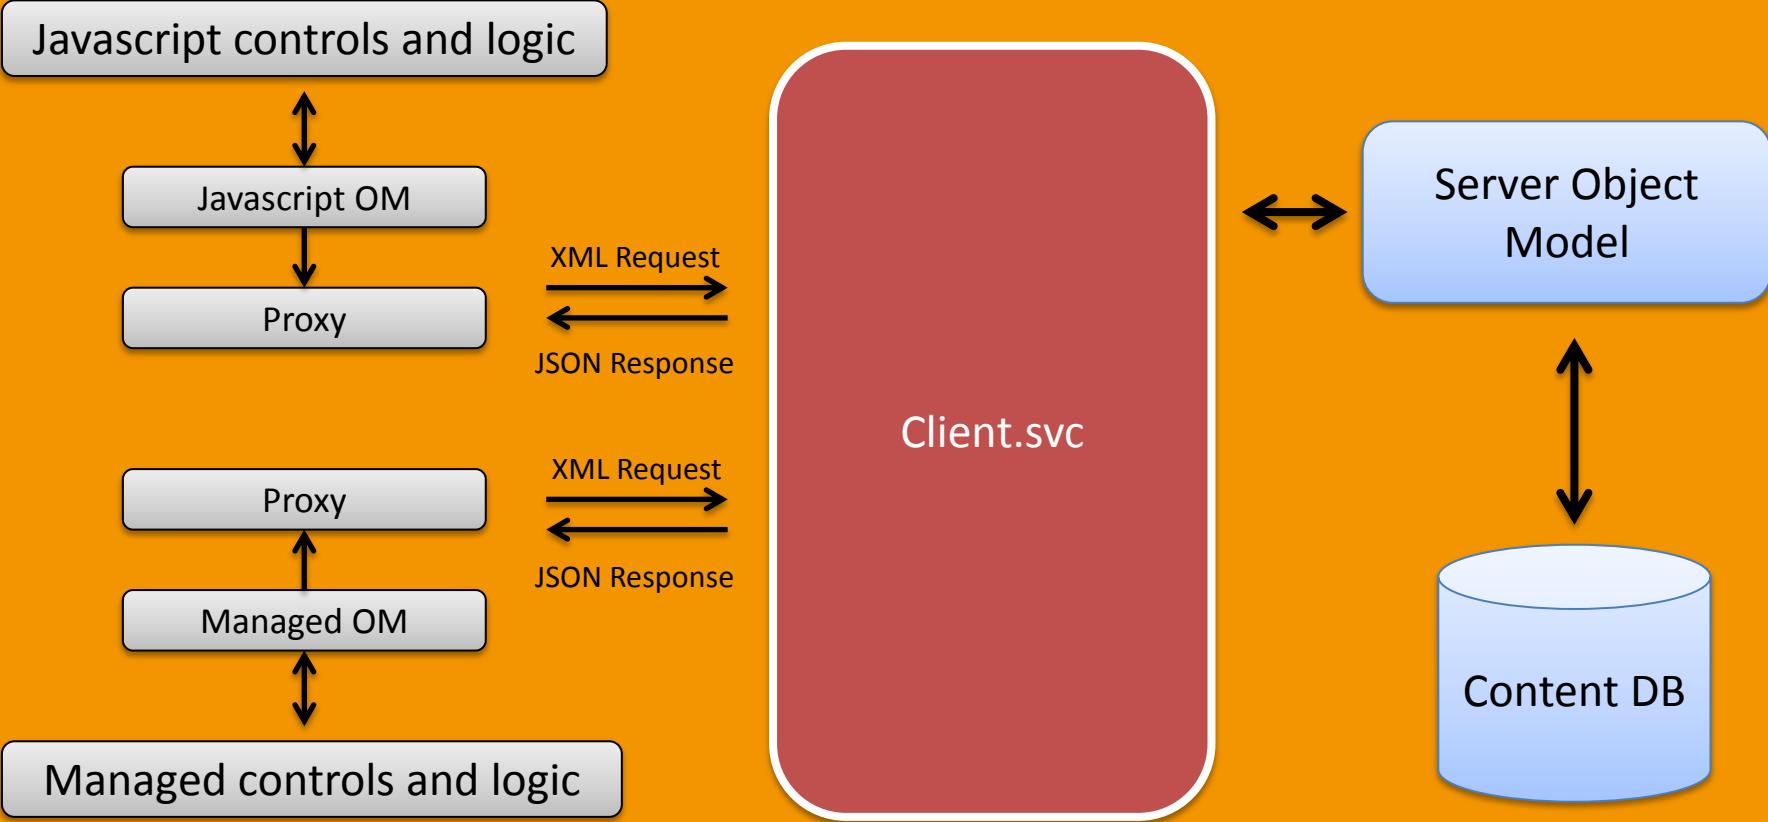 Javascript controls and logic
Javascript OM
Proxy
XML Request
JSON Response
Proxy
XML Request
JSON Response
Managed OM
Managed controls and logic
Client.svc
Server Object
Model
Content DB